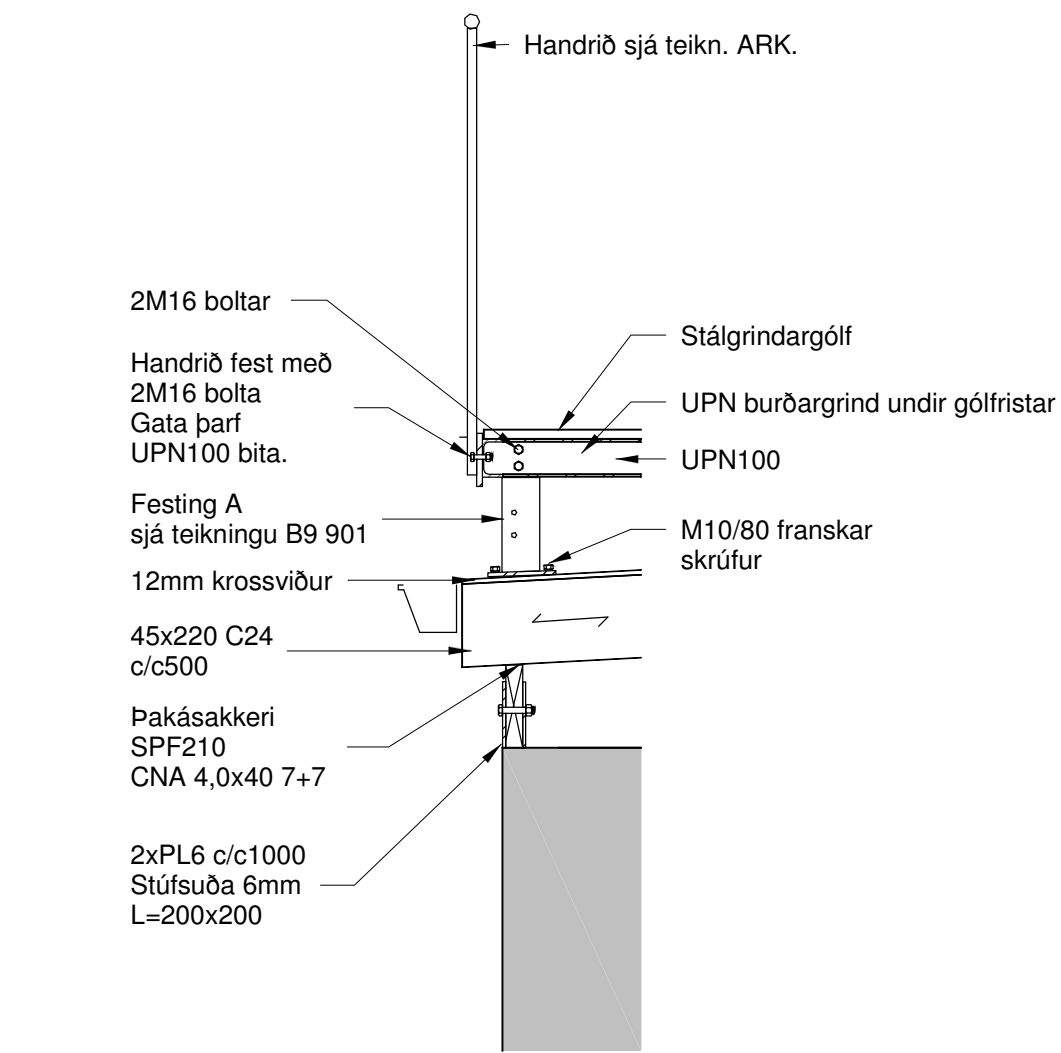 Handrið sjá teikn. ARK.
2M16 boltar
Handrið fest með
2M16 bolta
Gata þarf
UPN100 bita.
Festing A
sjá teikningu B9 901
12mm krossviður
45x220 C24
c/c500
Þakásakkeri
SPF210
CNA 4,0x40 7+7
2xPL6 c/c1000
Stúfsuða 6mm
L=200x200
Stálgrindargólf
UPN burðargrind undir gólfristar
UPN100
M10/80 franskar
skrúfur